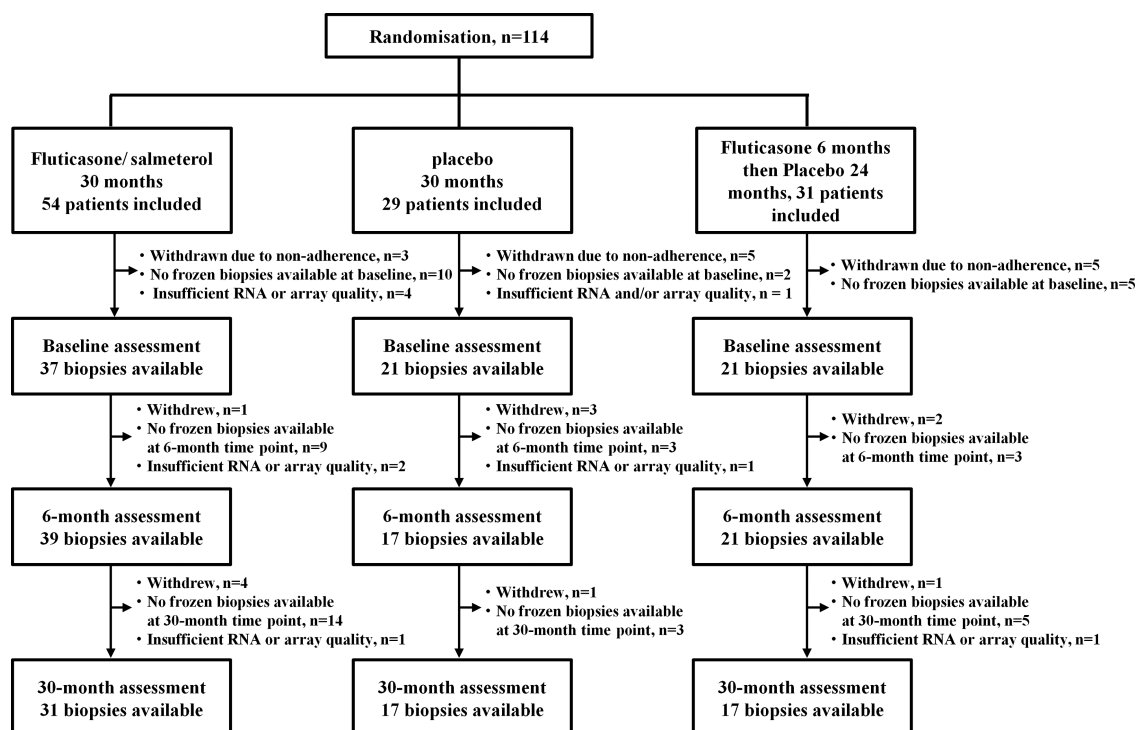 Randomisation, n=114
Fluticasone/ salmeterol
30 months
54 patients included
placebo
30 months
29 patients included
Fluticasone 6 months
then Placebo 24
months, 31 patients
included
・Withdrawn due to non-adherence, n=3
・No frozen biopsies available at baseline, n=10
・Insufficient RNA or array quality, n=4
・Withdrawn due to non-adherence, n=5
・No frozen biopsies available at baseline, n=2
・Insufficient RNA and/or array quality, n = 1
・Withdrawn due to non-adherence, n=5
・No frozen biopsies available at baseline, n=5
Baseline assessment
37 biopsies available
Baseline assessment
21 biopsies available
Baseline assessment
21 biopsies available
・Withdrew, n=1
・No frozen biopsies available
at 6-month time point, n=9
・Insufficient RNA or array quality, n=2
・Withdrew, n=3
・No frozen biopsies available
at 6-month time point, n=3
・Insufficient RNA or array quality, n=1
・Withdrew, n=2
・No frozen biopsies available
at 6-month time point, n=3
6-month assessment
39 biopsies available
6-month assessment
17 biopsies available
6-month assessment
21 biopsies available
・Withdrew, n=4
・No frozen biopsies available
at 30-month time point, n=14
・Insufficient RNA or array quality, n=1
・Withdrew, n=1
・No frozen biopsies available
at 30-month time point, n=3
・Withdrew, n=1
・No frozen biopsies available
at 30-month time point, n=5
・Insufficient RNA or array quality, n=1
30-month assessment
31 biopsies available
30-month assessment
17 biopsies available
30-month assessment
17 biopsies available